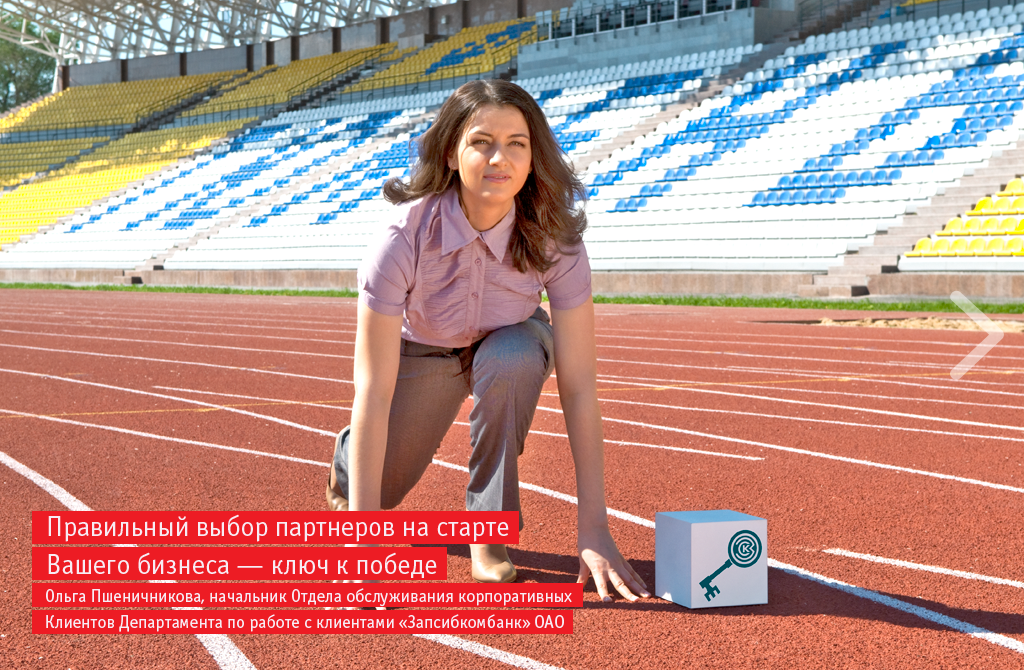 Правильный выбор партнеров на старте
Вашего бизнеса — ключ к победе
Ольга Пшеничникова, начальник Отдела обслуживания корпоративных
Клиентов Департамента по работе с клиентами «Запсибкомбанк» ОАО